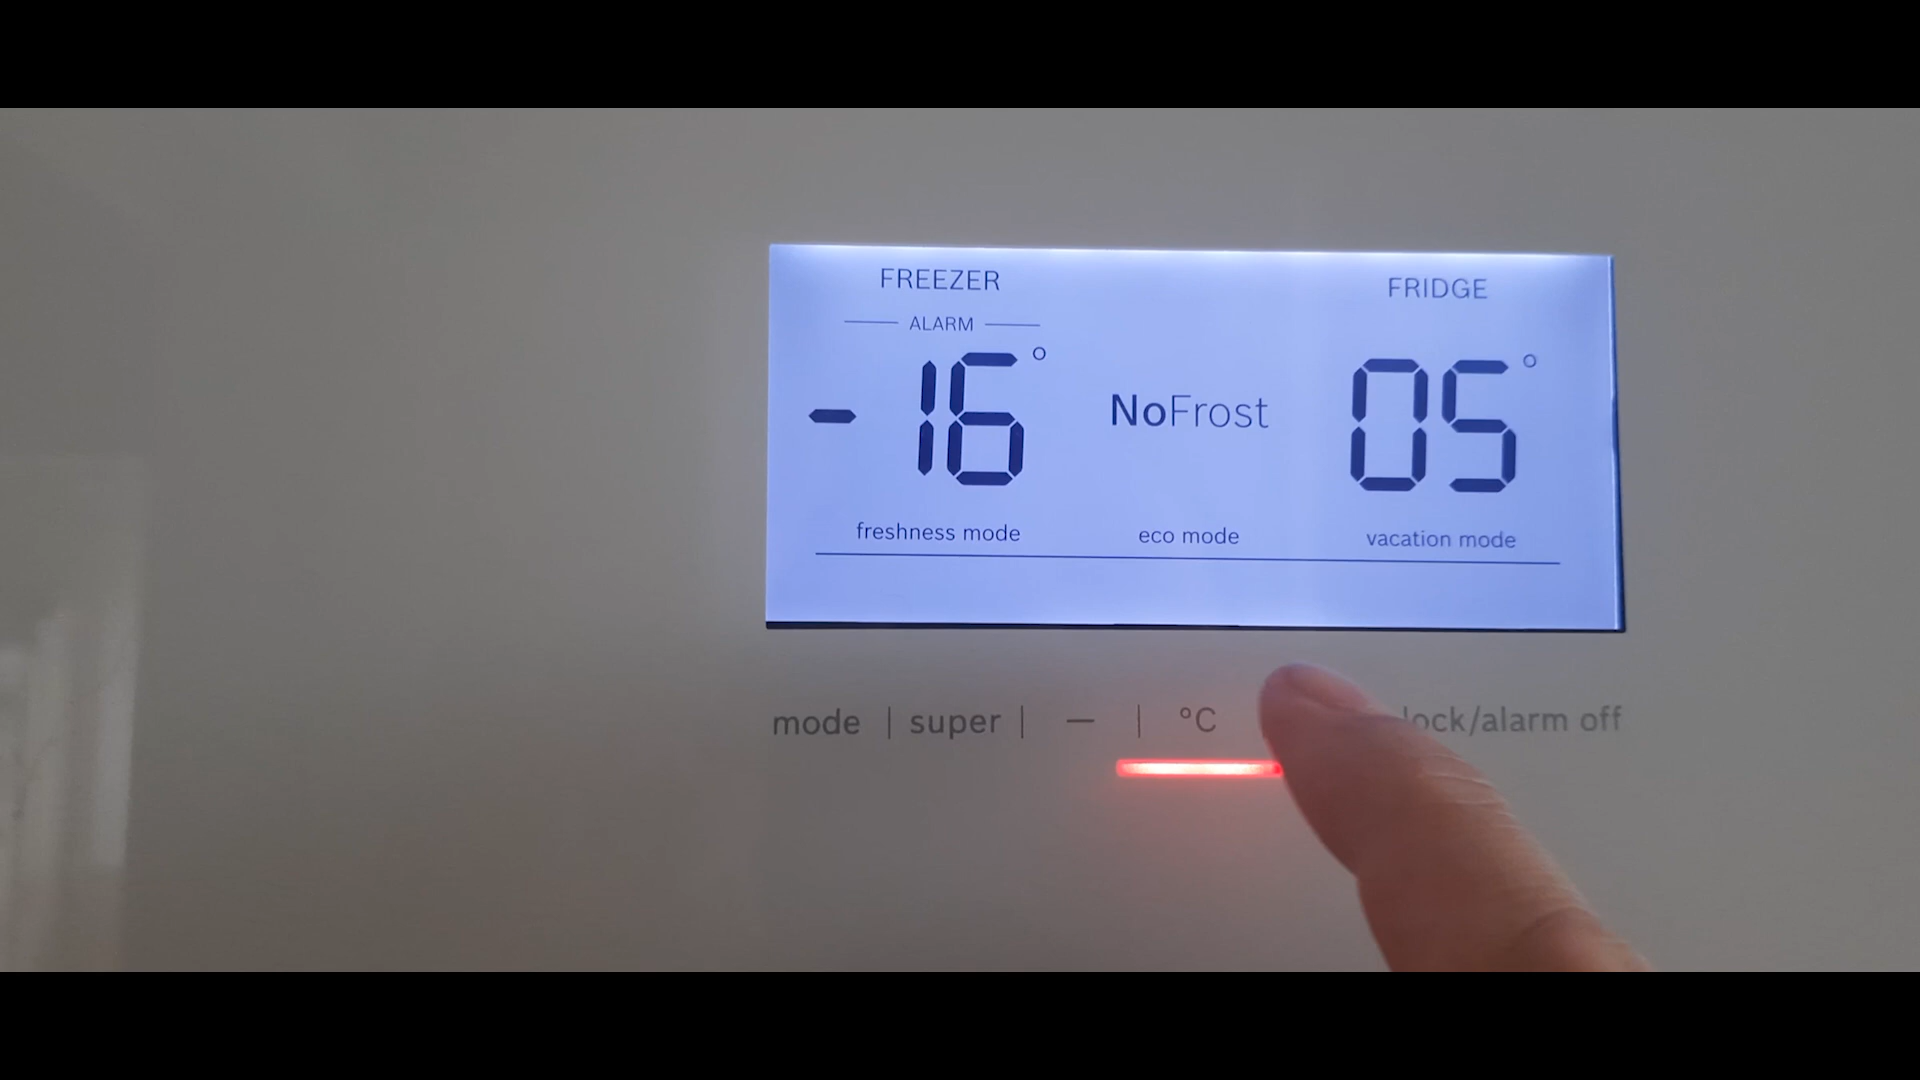 FREEZER
FRIDGE
ALARM
-16°
NoFrost
05°
freshness mode
eco mode
vacation mode
mode | super | — | °C lock/alarm off